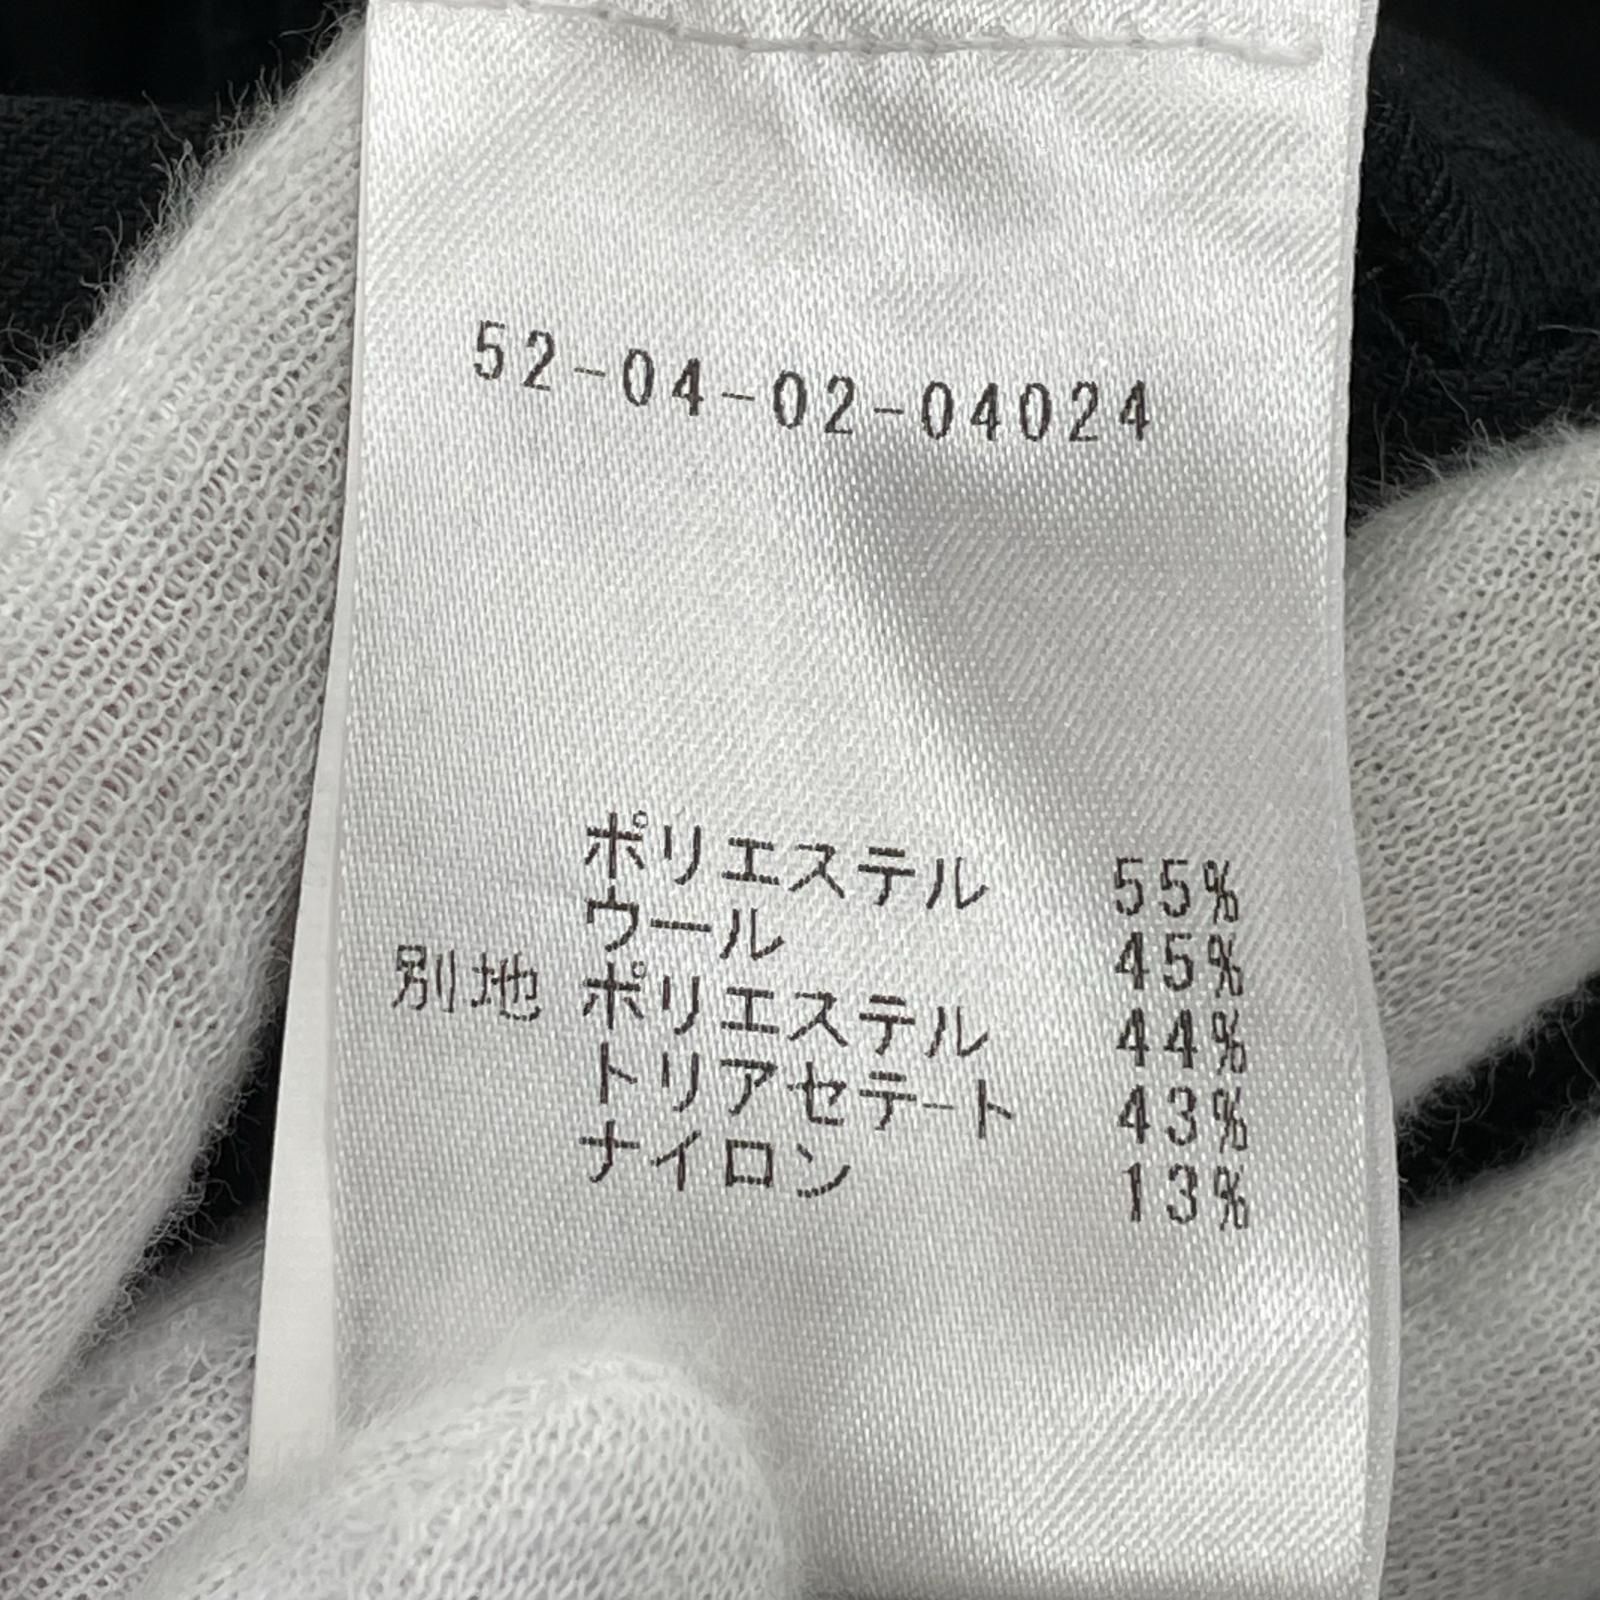 52-04-02-04024
ポリエステル 55%
ウール 45%
別地 ポリエステル 44%
トリアセテート 43%
ナイロン 13%